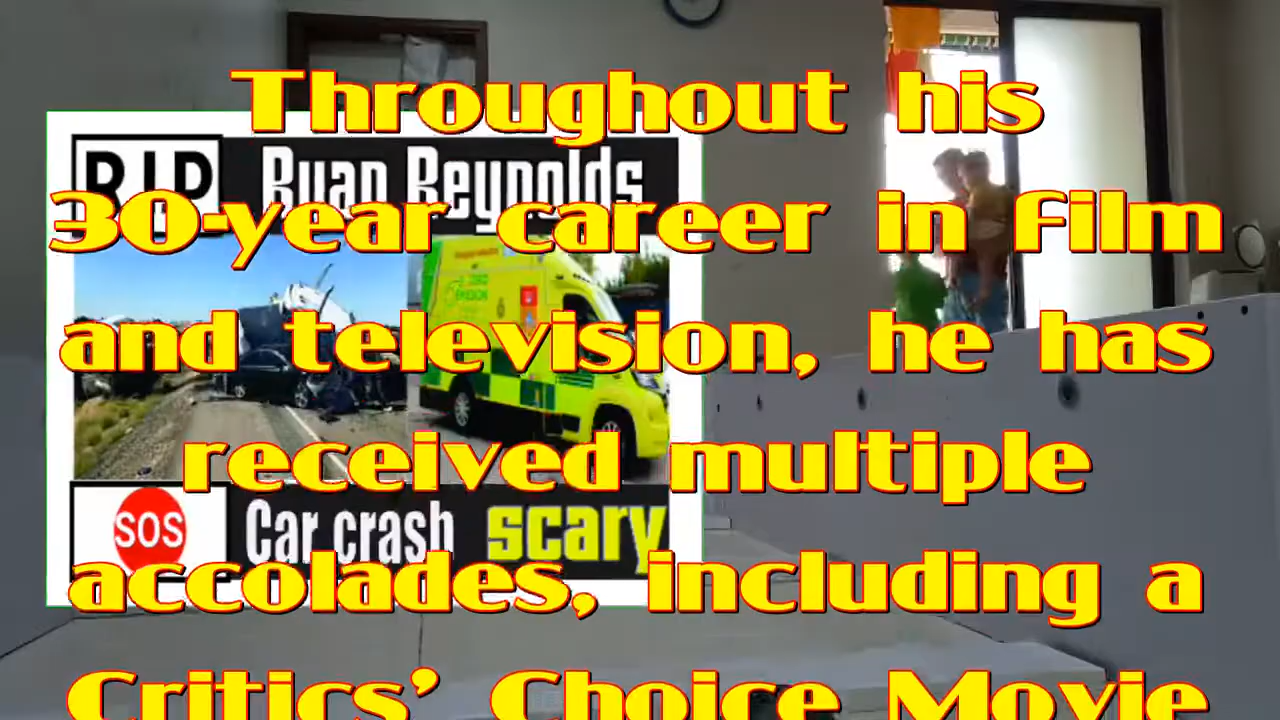 Throughout his
R.I.P Ryan Reynolds
30-year career in film
and television, he has
received multiple
SOS Car crash scary
accolades, including a
Critics' Choice Movie